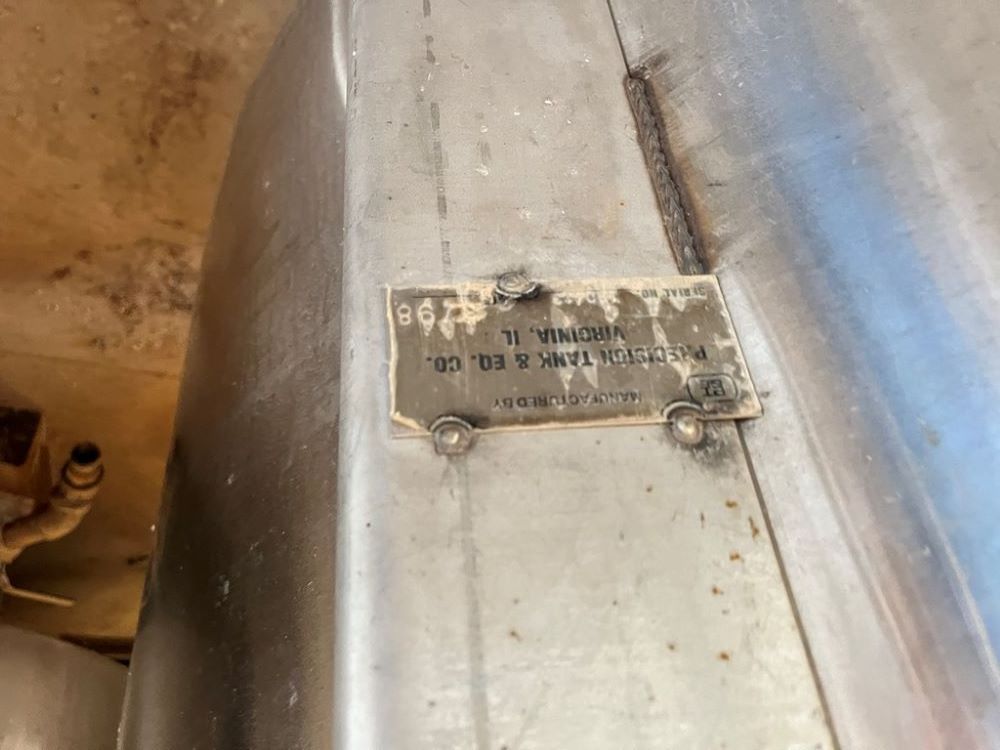 MANUFACTURED BY
PRECISION TANK & EQ. CO.
VIRGINIA, IL.
SERIAL NO.